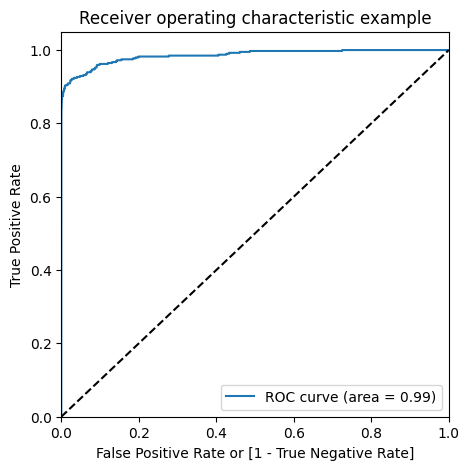 Receiver operating characteristic example
1.0
0.8
0.6
0.4
0.2
0.0
True Positive Rate
ROC curve (area = 0.99)
0.0 0.2 0.4 0.6 0.8 1.0
False Positive Rate or [1 - True Negative Rate]